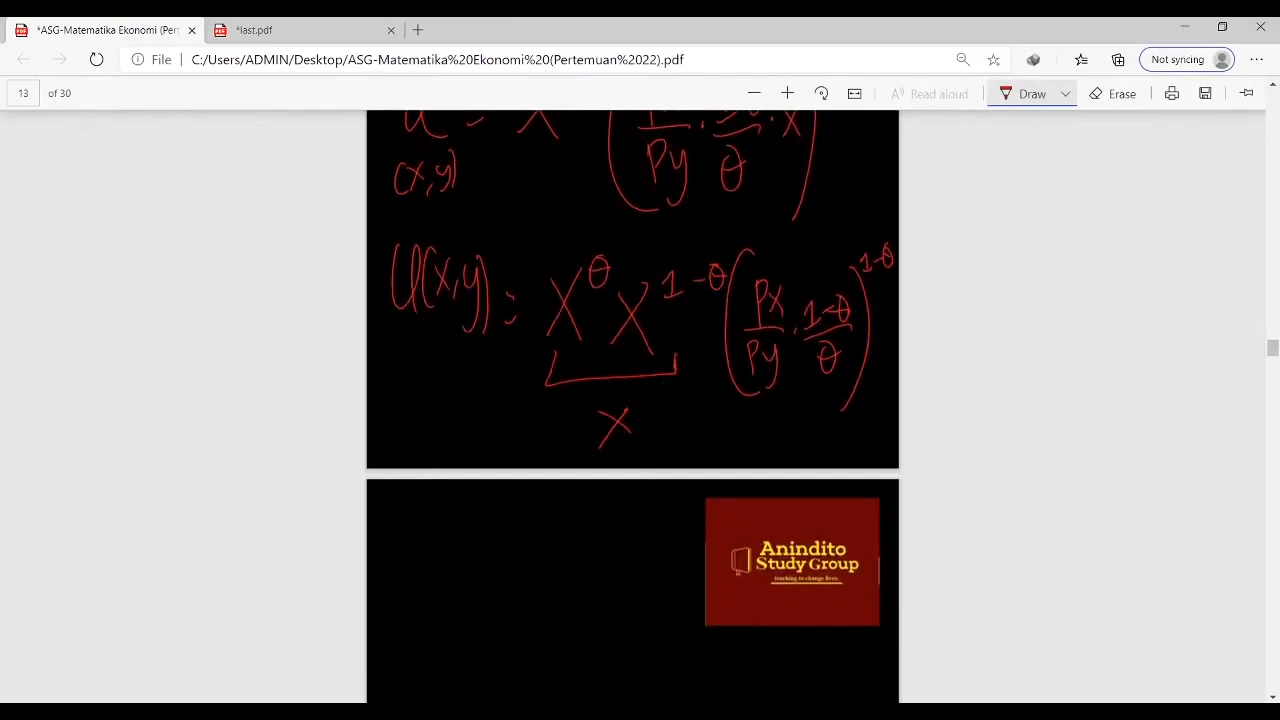 *ASG-Matematika Ekonomi (Pert
*last.pdf
File
C:/Users/ADMIN/Desktop/ASG-Matematika%20Ekonomi%20(Pertemuan%2022).pdf
Not syncing
13 of 30
Read aloud
Draw
Erase
Py θ · X
(x,y)
U(x,y) = X^θ X^1-θ (Px/Py · 1-θ/θ)^1-θ
X
Anindito
Study Group
teaching to change lives.